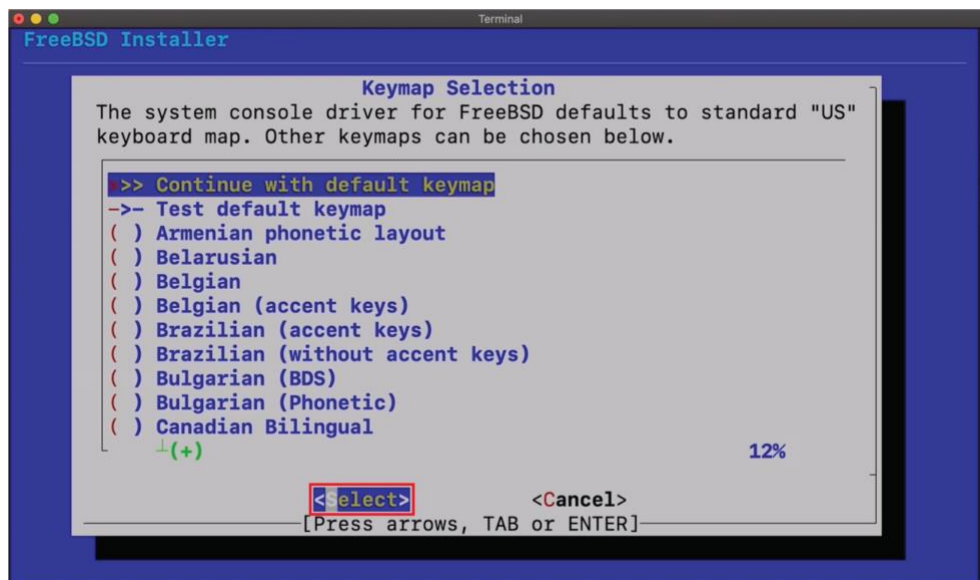 Terminal
FreeBSD Installer
Keymap Selection
The system console driver for FreeBSD defaults to standard "US"
keyboard map. Other keymaps can be chosen below.
>>> Continue with default keymap
->- Test default keymap
( ) Armenian phonetic layout
( ) Belarusian
( ) Belgian
( ) Belgian (accent keys)
( ) Brazilian (accent keys)
( ) Brazilian (without accent keys)
( ) Bulgarian (BDS)
( ) Bulgarian (Phonetic)
( ) Canadian Bilingual
┴(+) 12%
<Select> <Cancel>
[Press arrows, TAB or ENTER]